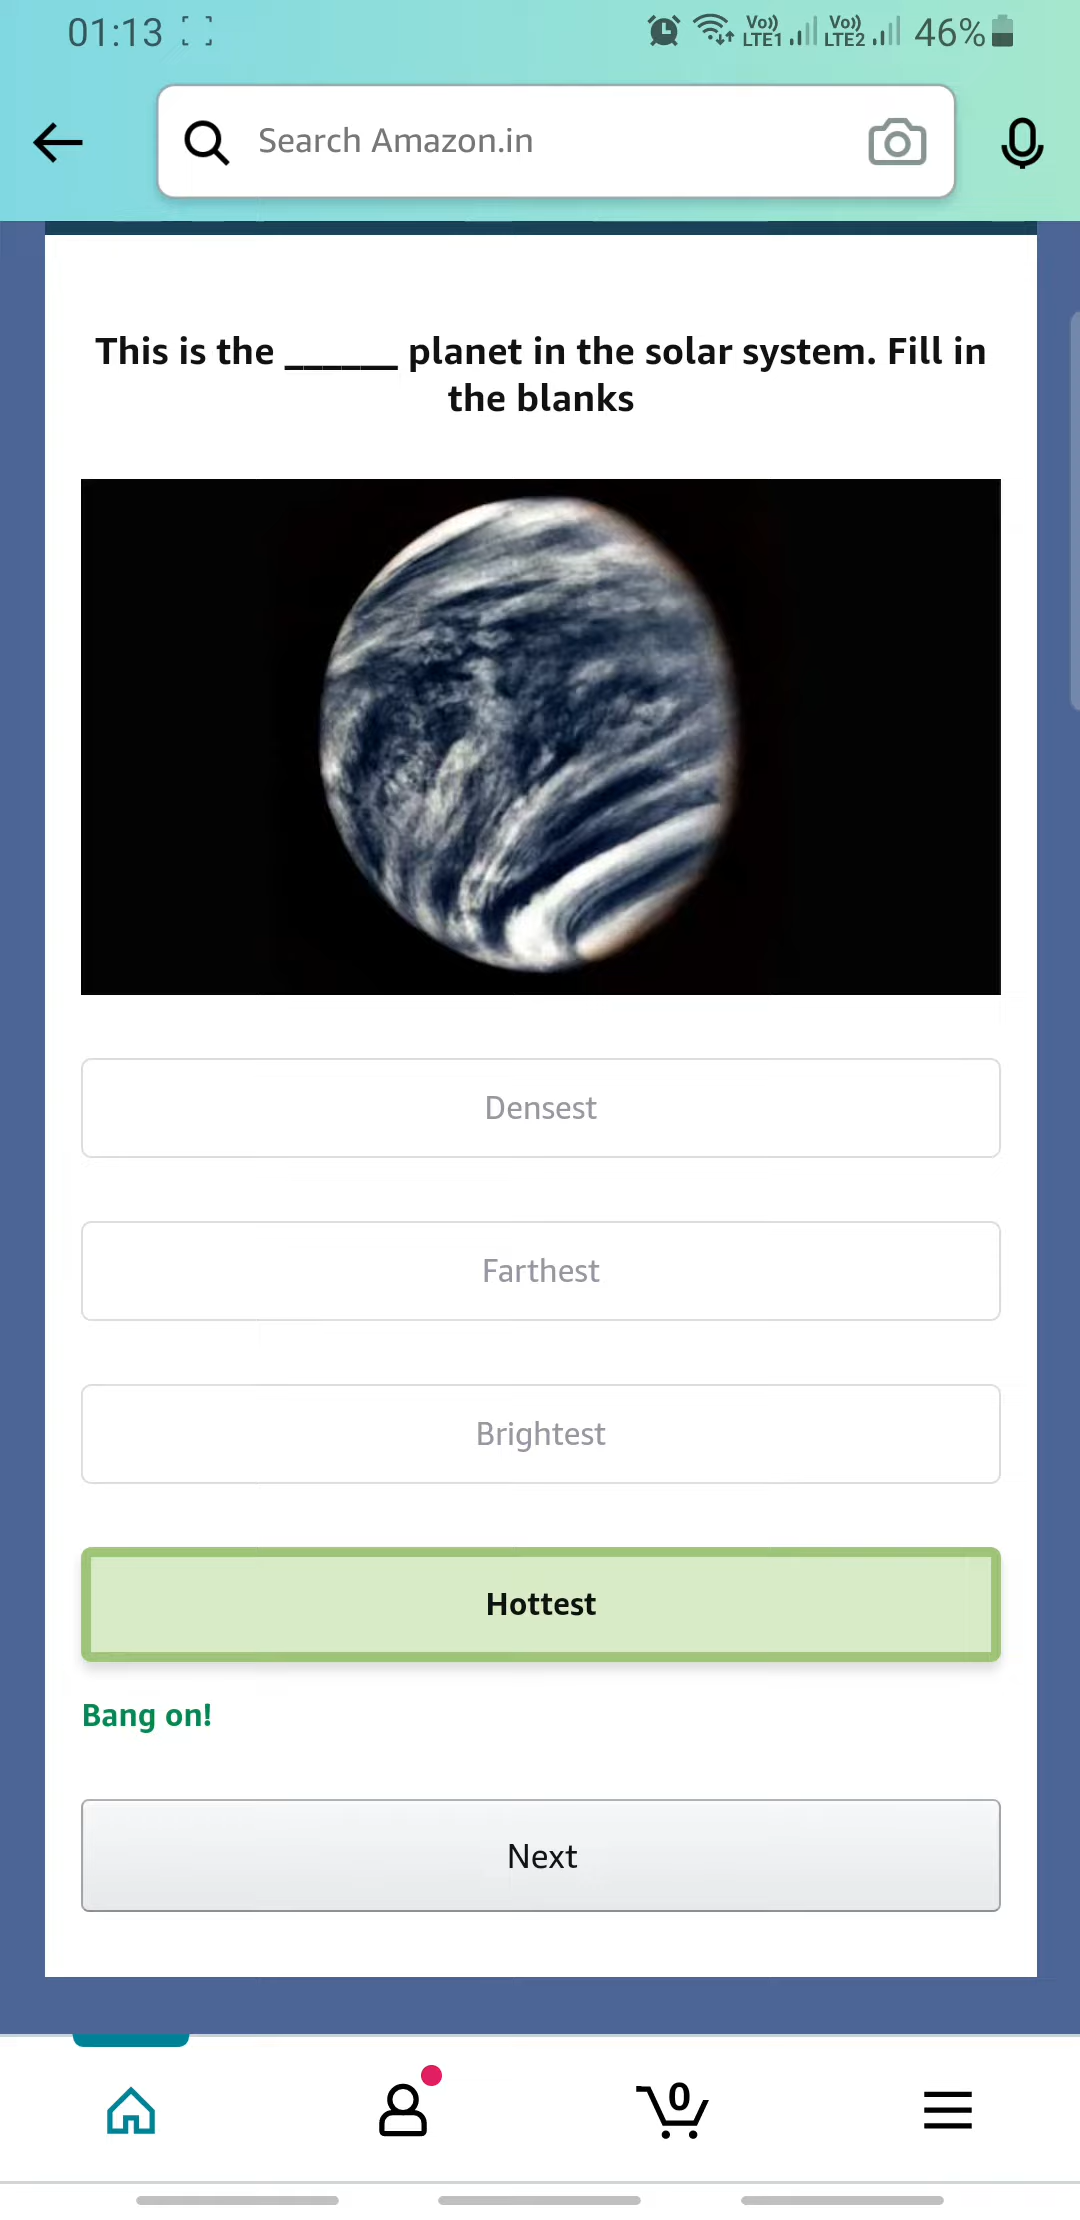 01:13 Vo)) LTE1 Vo)) LTE2 46%
Search Amazon.in
This is the ______ planet in the solar system. Fill in
the blanks
Densest
Farthest
Brightest
Hottest
Bang on!
Next
0